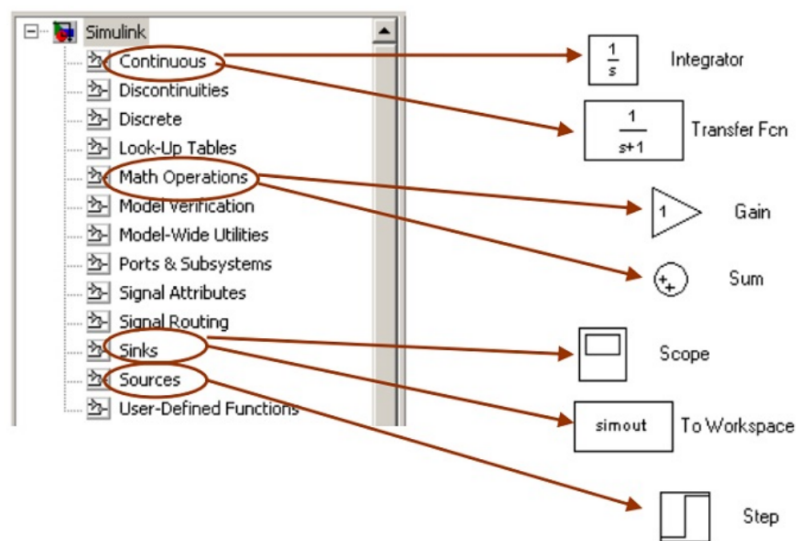 Simulink
Continuous
Discontinuities
Discrete
Look-Up Tables
Math Operations
Model Verification
Model-Wide Utilities
Ports & Subsystems
Signal Attributes
Signal Routing
Sinks
Sources
User-Defined Functions
1
s
Integrator
1
s+1
Transfer Fcn
1
Gain
++
Sum
Scope
simout
To Workspace
Step